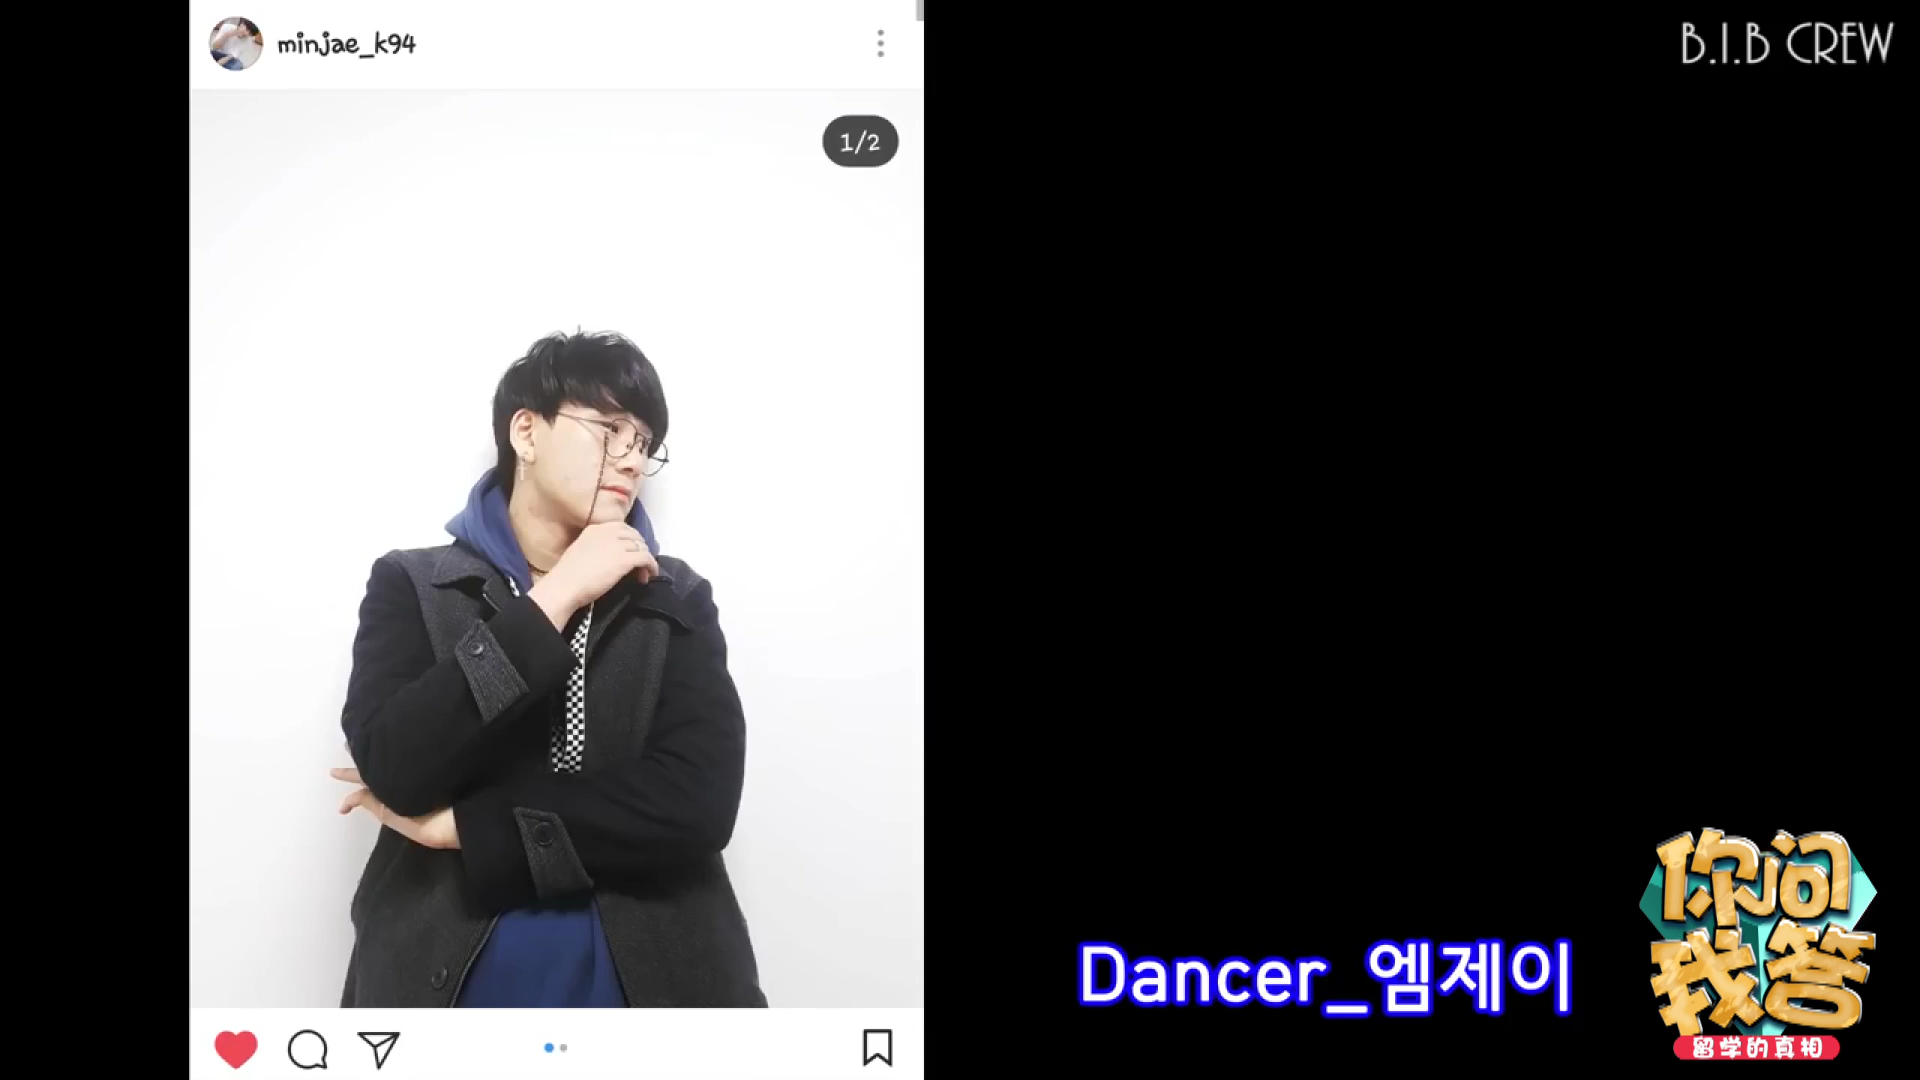 minjae_k94
B.I.B CREW
1/2
Dancer_엠제이
你问
我答
留学的真相